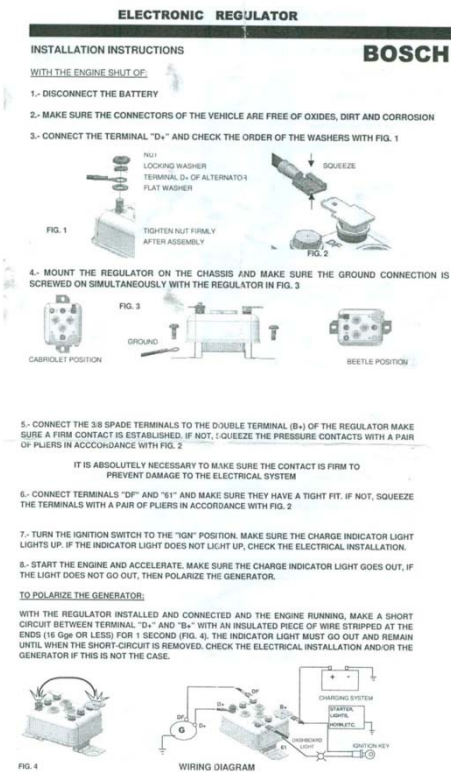 ELECTRONIC REGULATOR
INSTALLATION INSTRUCTIONS
BOSCH
WITH THE ENGINE SHUT OF:
1.- DISCONNECT THE BATTERY
2.- MAKE SURE THE CONNECTORS OF THE VEHICLE ARE FREE OF OXIDES, DIRT AND CORROSION
3.- CONNECT THE TERMINAL "D+" AND CHECK THE ORDER OF THE WASHERS WITH FIG. 1
NUT
LOCKING WASHER
TERMINAL D+ OF ALTERNATOR
FLAT WASHER
FIG. 1
TIGHTEN NUT FIRMLY
AFTER ASSEMBLY
SQUEEZE
DF
FIG. 2
4.- MOUNT THE REGULATOR ON THE CHASSIS AND MAKE SURE THE GROUND CONNECTION IS
SCREWED ON SIMULTANEOUSLY WITH THE REGULATOR IN FIG. 3
FIG. 3
GROUND
CABRIOLET POSITION
BEETLE POSITION
5.- CONNECT THE 3/8 SPADE TERMINALS TO THE DOUBLE TERMINAL (B+) OF THE REGULATOR MAKE
SURE A FIRM CONTACT IS ESTABLISHED. IF NOT, SQUEEZE THE PRESSURE CONTACTS WITH A PAIR
OF PLIERS IN ACCCORDANCE WITH FIG. 2
IT IS ABSOLUTELY NECESSARY TO MAKE SURE THE CONTACT IS FIRM TO
PREVENT DAMAGE TO THE ELECTRICAL SYSTEM
6.- CONNECT TERMINALS "DF" AND "61" AND MAKE SURE THEY HAVE A TIGHT FIT. IF NOT, SQUEEZE
THE TERMINALS WITH A PAIR OF PLIERS IN ACCORDANCE WITH FIG. 2
7.- TURN THE IGNITION SWITCH TO THE "IGN" POSITION. MAKE SURE THE CHARGE INDICATOR LIGHT
LIGHTS UP. IF THE INDICATOR LIGHT DOES NOT LIGHT UP, CHECK THE ELECTRICAL INSTALLATION.
8.- START THE ENGINE AND ACCELERATE. MAKE SURE THE CHARGE INDICATOR LIGHT GOES OUT, IF
THE LIGHT DOES NOT GO OUT, THEN POLARIZE THE GENERATOR.
TO POLARIZE THE GENERATOR:
WITH THE REGULATOR INSTALLED AND CONNECTED AND THE ENGINE RUNNING, MAKE A SHORT
CIRCUIT BETWEEN TERMINAL "D+" AND "B+" WITH AN INSULATED PIECE OF WIRE STRIPPED AT THE
ENDS (16 Gge OR LESS) FOR 1 SECOND (FIG. 4). THE INDICATOR LIGHT MUST GO OUT AND REMAIN
UNTIL WHEN THE SHORT-CIRCUIT IS REMOVED. CHECK THE ELECTRICAL INSTALLATION AND/OR THE
GENERATOR IF THIS IS NOT THE CASE.
+ -
CHARGING SYSTEM
DF
D+
B+
STARTER,
LIGHTS,
HORN,ETC.
DF
D+
G
61
DASHBOARD
LIGHT
IGNITION KEY
FIG. 4
WIRING DIAGRAM